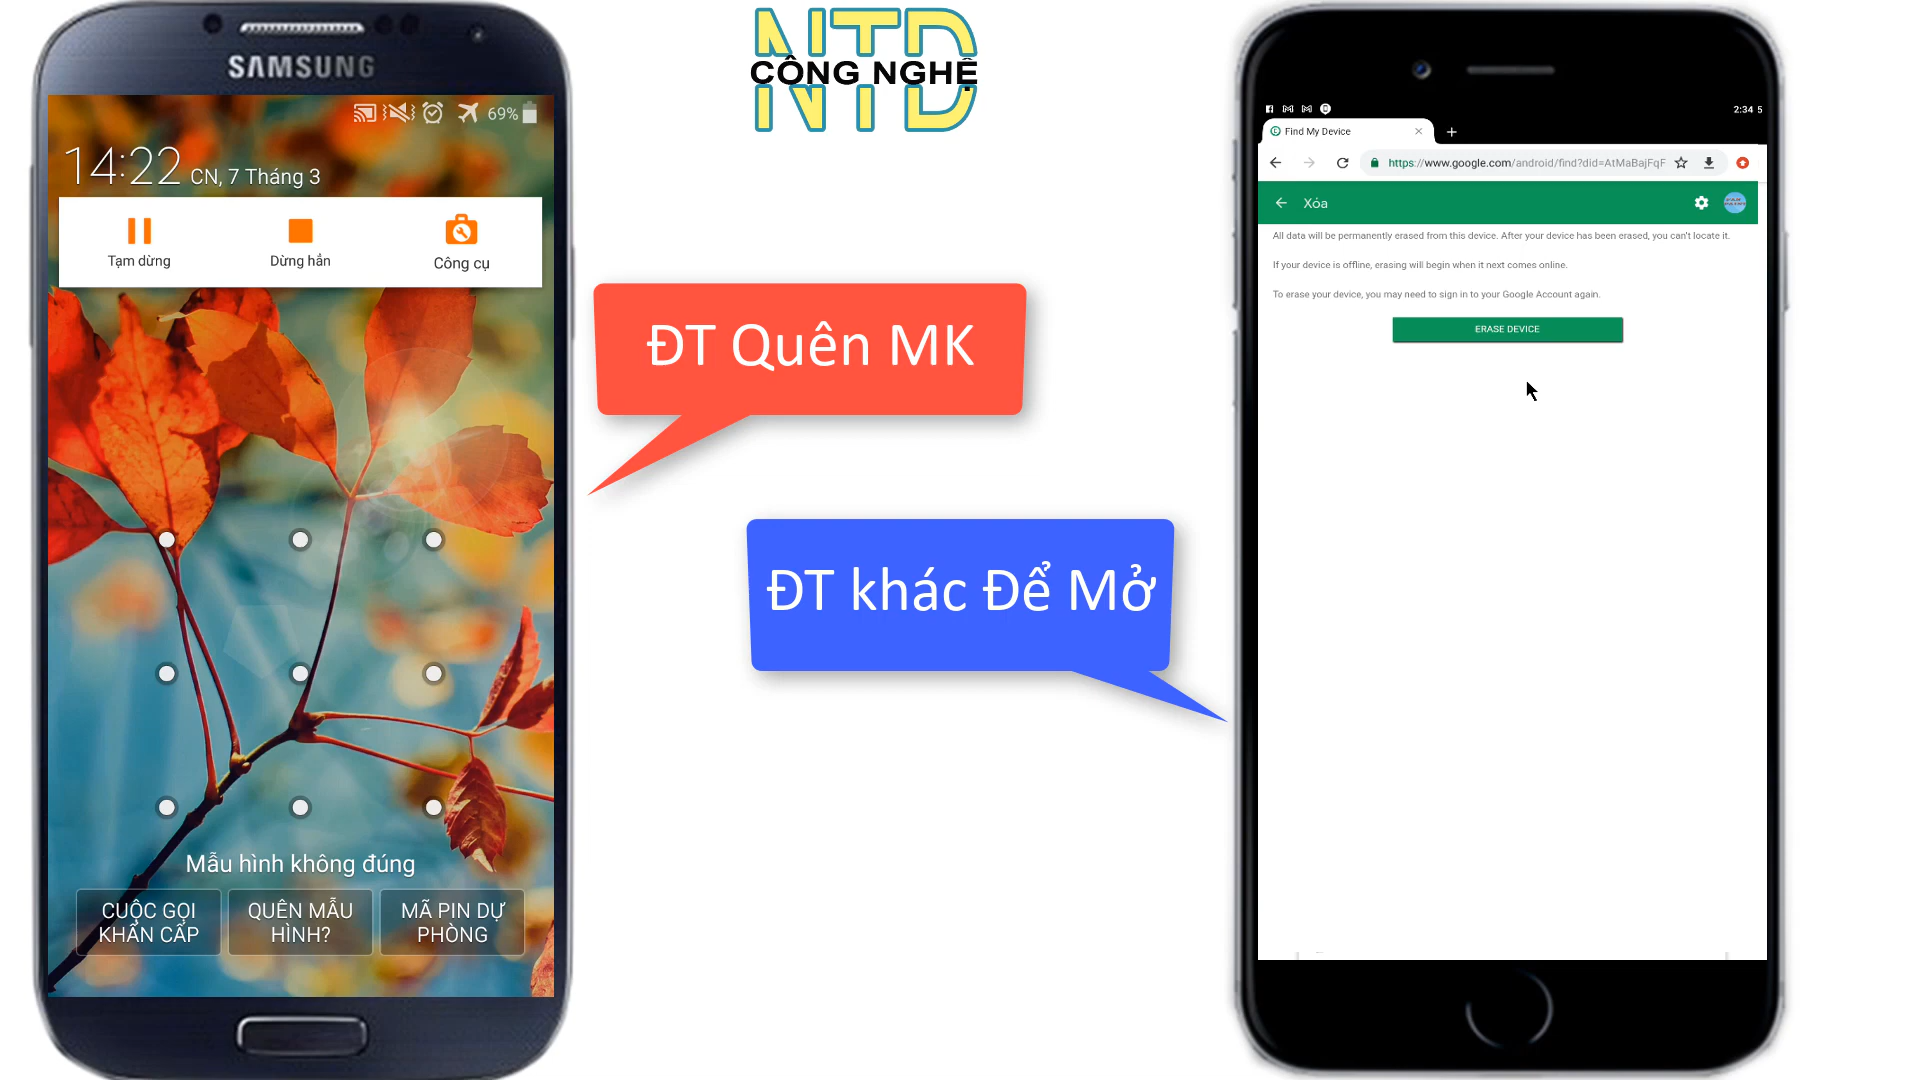 SAMSUNG
69%
14:22 CN, 7 Tháng 3
Tạm dừng
Dừng hẳn
Công cụ
Mẫu hình không đúng
CUỘC GỌI
KHẨN CẤP
QUÊN MẪU
HÌNH?
MÃ PIN DỰ
PHÒNG
NTD
CÔNG NGHỆ
NTD
ĐT Quên MK
ĐT khác Để Mở
2:34 5
Find My Device
https://www.google.com/android/find?did=AtMaBajFqF
Xóa
All data will be permanently erased from this device. After your device has been erased, you can't locate it.
If your device is offline, erasing will begin when it next comes online.
To erase your device, you may need to sign in to your Google Account again.
ERASE DEVICE